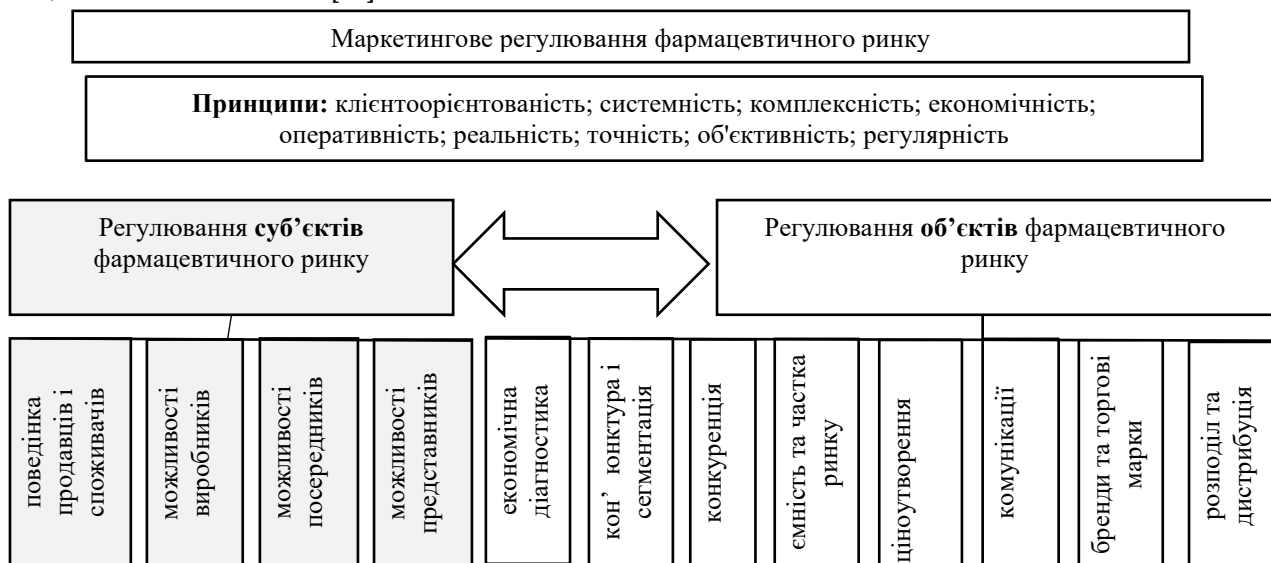 Маркетингове регулювання фармацевтичного ринку
Принципи: клієнтоорієнтованість; системність; комплексність; економічність;
оперативність; реальність; точність; об'єктивність; регулярність
Регулювання суб’єктів
фармацевтичного ринку
Регулювання об’єктів фармацевтичного
ринку
поведінка
продавців і
споживачів
можливості
виробників
можливості
посередників
можливості
представників
економічна
діагностика
кон’ юнктура і
сегментація
конкуренція
ємність та частка
ринку
ціноутворення
комунікації
бренди та торгові
марки
розподіл та
дистрибуція